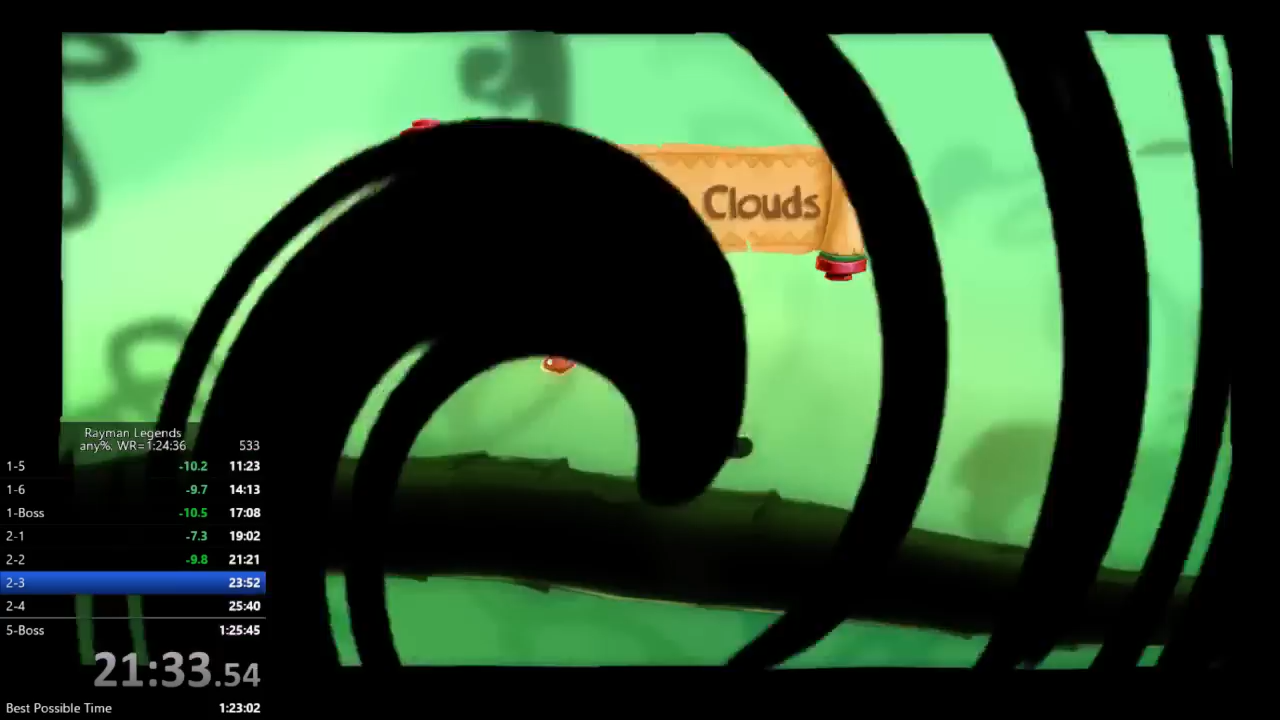 Clouds
Rayman Legends
any%. WR=1:24:36 533
1-5 -10.2 11:23
1-6 -9.7 14:13
1-Boss -10.5 17:08
2-1 -7.3 19:02
2-2 -9.8 21:21
2-3 23:52
2-4 25:40
5-Boss 1:25:45
21:33.54
Best Possible Time 1:23:02